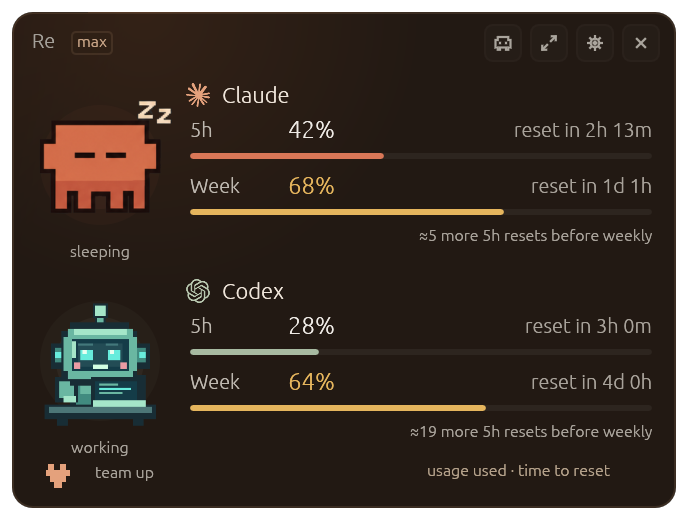 Re max
zz
Claude
5h 42% reset in 2h 13m
Week 68% reset in 1d 1h
≈5 more 5h resets before weekly
sleeping
Codex
5h 28% reset in 3h 0m
Week 64% reset in 4d 0h
≈19 more 5h resets before weekly
working
team up
usage used · time to reset